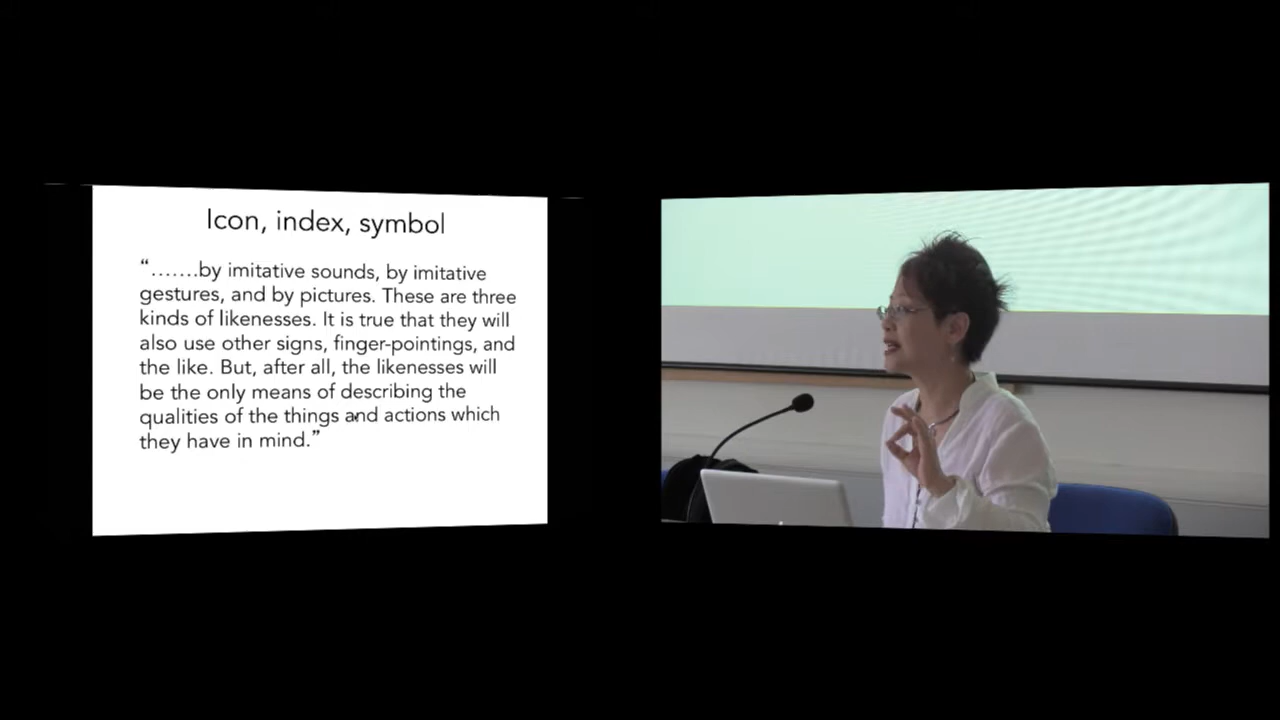 Icon, index, symbol
“…….by imitative sounds, by imitative
gestures, and by pictures. These are three
kinds of likenesses. It is true that they will
also use other signs, finger-pointings, and
the like. But, after all, the likenesses will
be the only means of describing the
qualities of the things and actions which
they have in mind.”